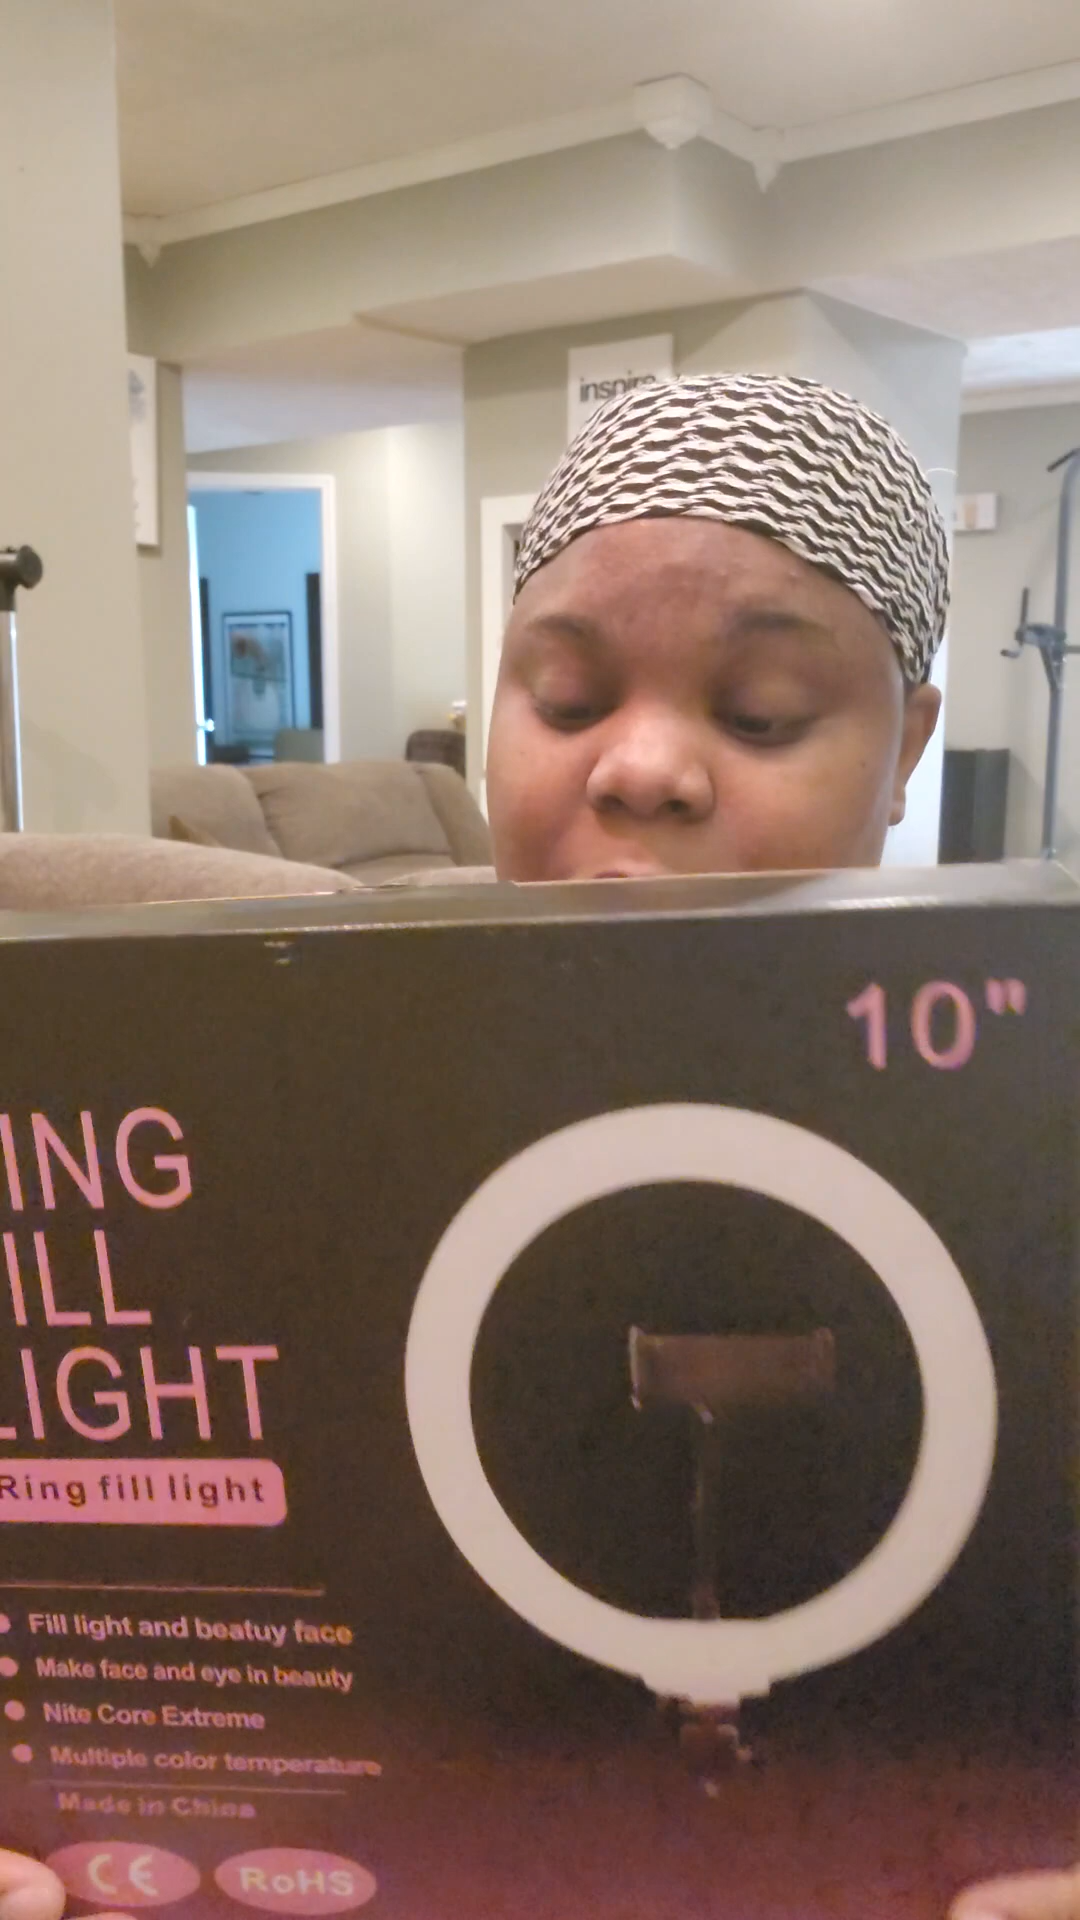 inspire
10"
ING
ILL
LIGHT
Ring fill light
Fill light and beatuy face
Make face and eye in beauty
Nite Core Extreme
Multiple color temperature
Made in China
CE
RoHS